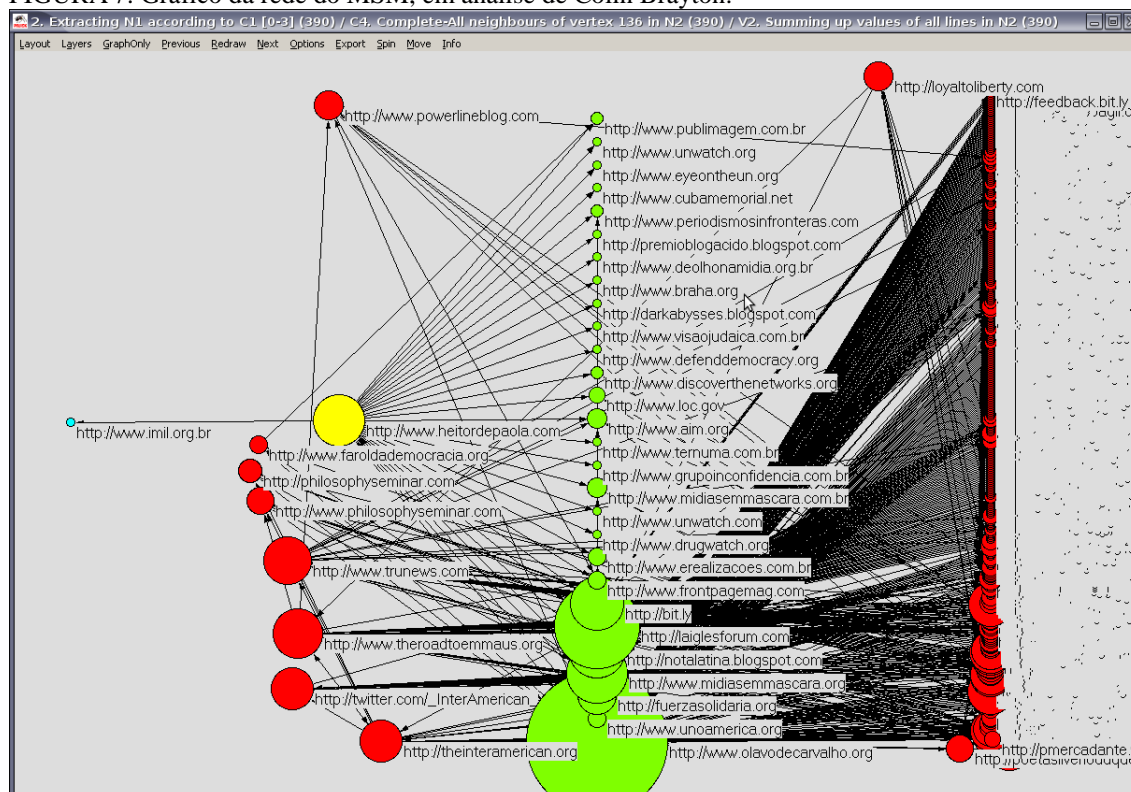 FIGURA 7: Gráfico da rede do MSM, em análise de Colin Brayton.
2. Extracting N1 according to C1 [0-3] (390) / C4. Complete-All neighbours of vertex 136 in N2 (390) / V2. Summing up values of all lines in N2 (390)
Layout Layers GraphOnly Previous Redraw Next Options Export Spin Move Info
http://loyaltoliberty.com
http://feedback.bit.ly
http://www.powerlineblog.com
http://www.publimagem.com.br
http://www.unwatch.org
http://www.eyeontheun.org
http://www.cubamemorial.net
http://www.periodismosinfronteras.com
http://premioblogacido.blogspot.com
http://www.deolhonamidia.org.br
http://www.braha.org
http://darkabysses.blogspot.com
http://www.visaojudaica.com.br
http://www.defenddemocracy.org
http://www.discoverthenetworks.org
http://www.loc.gov
http://www.imil.org.br
http://www.heitordepaola.com
http://www.aim.org
http://www.faroldademocracia.org
http://www.ternuma.com.br
http://philosophyseminar.com
http://www.grupoinconfidencia.com.br
http://www.midiasemmascara.com.br
http://www.philosophyseminar.com
http://www.unwatch.com
http://www.drugwatch.org
http://www.trunews.com
http://www.erealizacoes.com.br
http://www.frontpagemag.com
http://bit.ly
http://www.theroadtoemmaus.org
http://laiglesforum.com
http://notalatina.blogspot.com
http://www.midiasemmascara.org
http://twitter.com/_InterAmerican_
http://fuerzasolidaria.org
http://www.unoamerica.org
http://theinteramerican.org
http://www.olavodecarvalho.org
http://pmercadante.